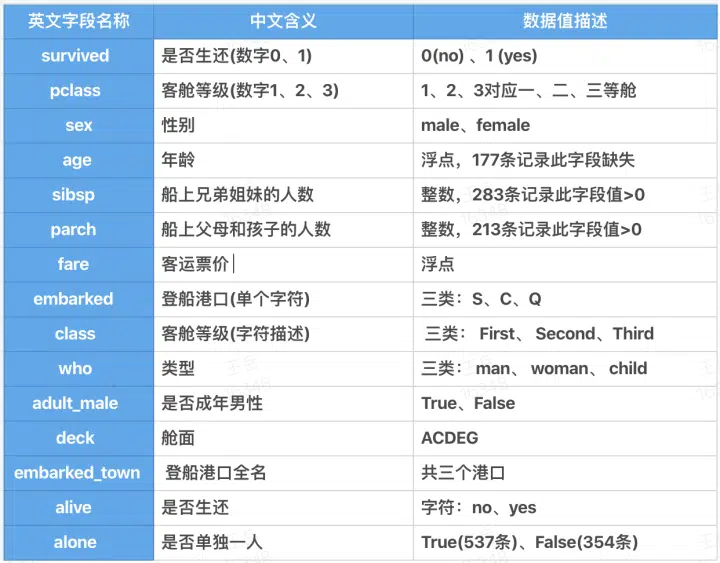 英文字段名称 中文含义 数据值描述
survived 是否生还(数字0、1) 0(no) 、1 (yes)
pclass 客舱等级(数字1、2、3) 1、2、3对应一、二、三等舱
sex 性别 male、female
age 年龄 浮点，177条记录此字段缺失
sibsp 船上兄弟姐妹的人数 整数，283条记录此字段值>0
parch 船上父母和孩子的人数 整数，213条记录此字段值>0
fare 客运票价 浮点
embarked 登船港口(单个字符) 三类：S、C、Q
class 客舱等级(字符描述) 三类： First、 Second、Third
who 类型 三类： man、 woman、 child
adult_male 是否成年男性 True、False
deck 舱面 ACDEG
embarked_town 登船港口全名 共三个港口
alive 是否生还 字符：no、yes
alone 是否单独一人 True(537条)、False(354条)